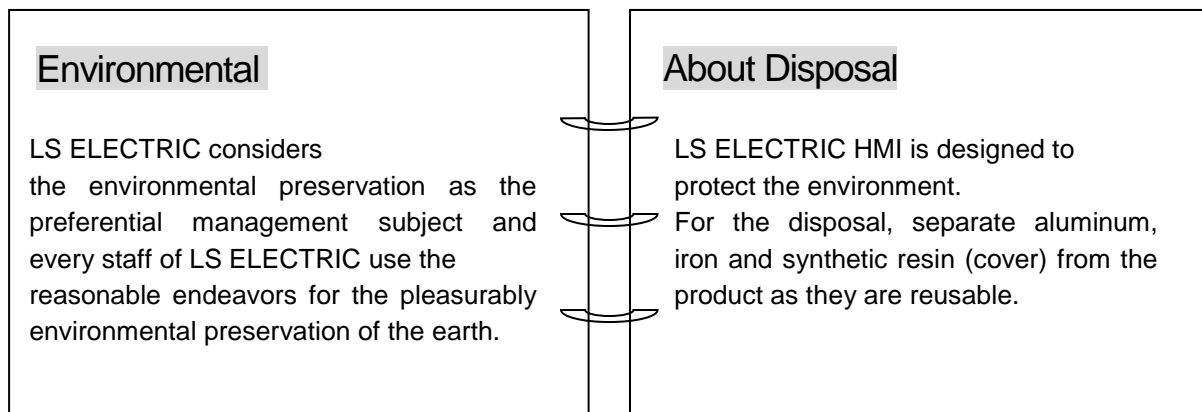 Environmental
LS ELECTRIC considers
the environmental preservation as the
preferential management subject and
every staff of LS ELECTRIC use the
reasonable endeavors for the pleasurably
environmental preservation of the earth.
About Disposal
LS ELECTRIC HMI is designed to
protect the environment.
For the disposal, separate aluminum,
iron and synthetic resin (cover) from the
product as they are reusable.